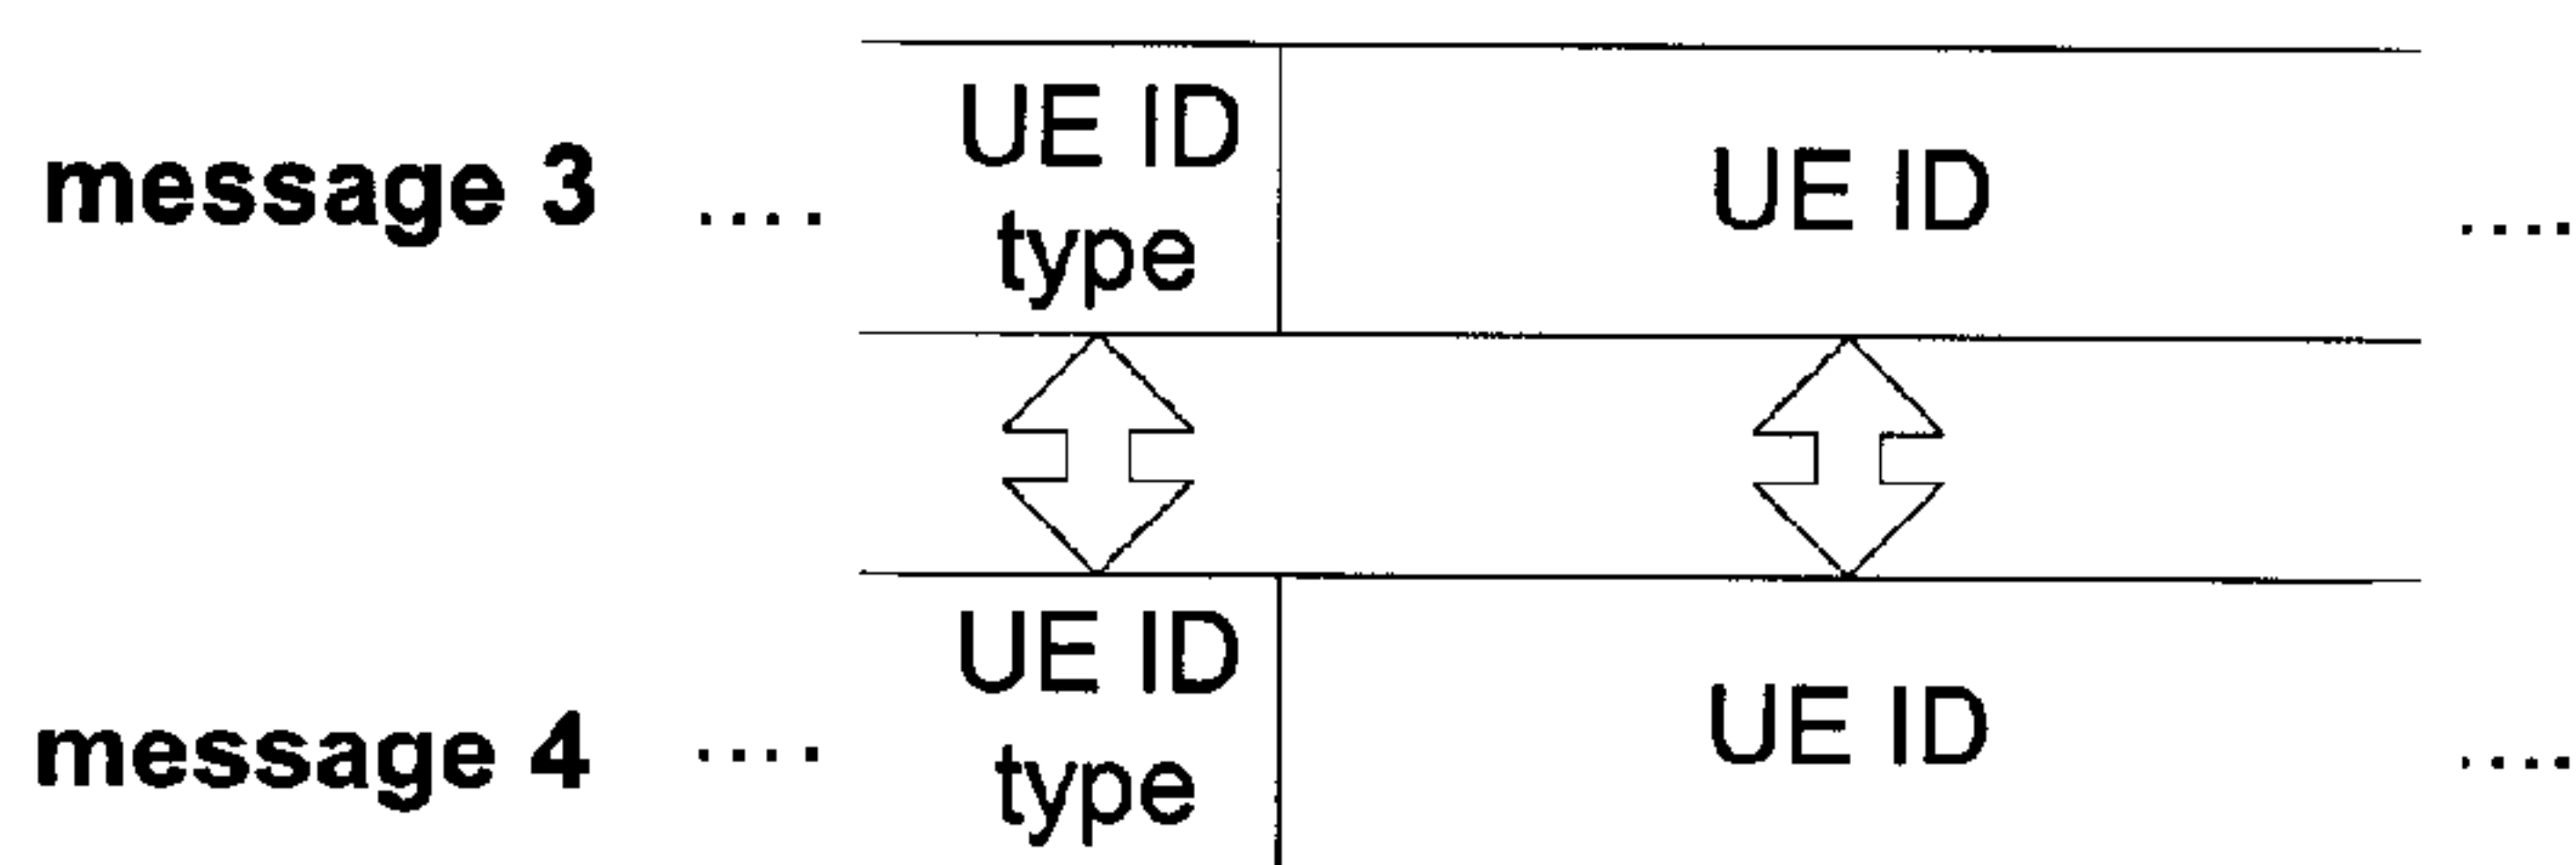 message 3 .... UE ID type UE ID ....
message 4 .... UE ID type UE ID ....